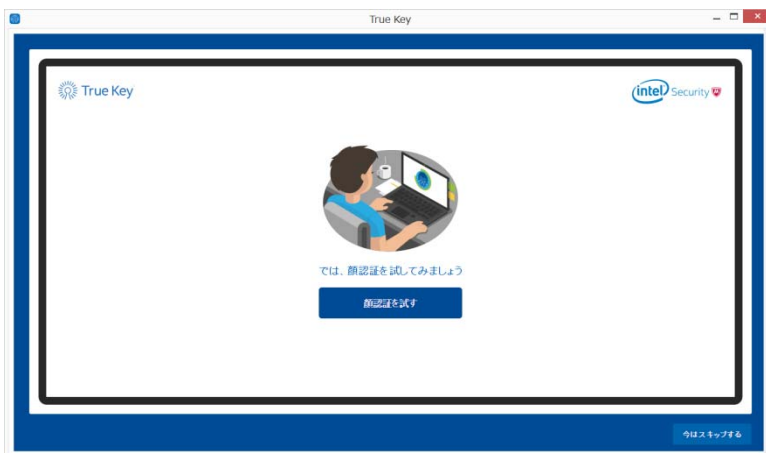 True Key
True Key
intel Security
では、顔認証を試してみましょう
顔認証を試す
今はスキップする